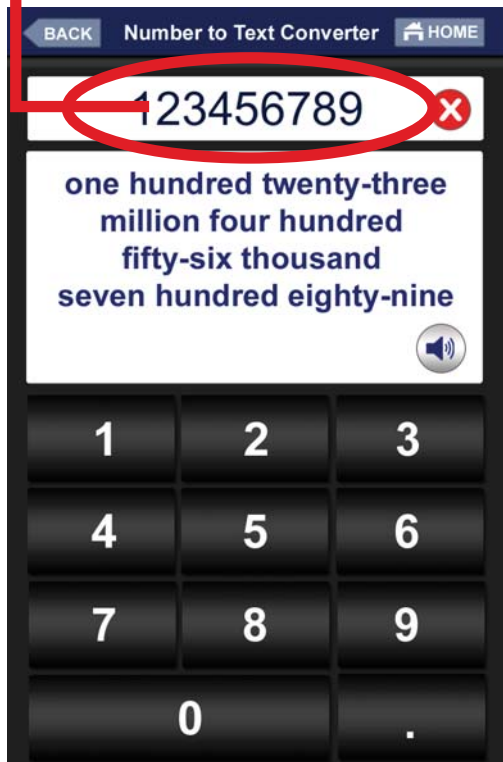 BACK Number to Text Converter HOME
123456789
one hundred twenty-three
million four hundred
fifty-six thousand
seven hundred eighty-nine
1 2 3
4 5 6
7 8 9
0 .